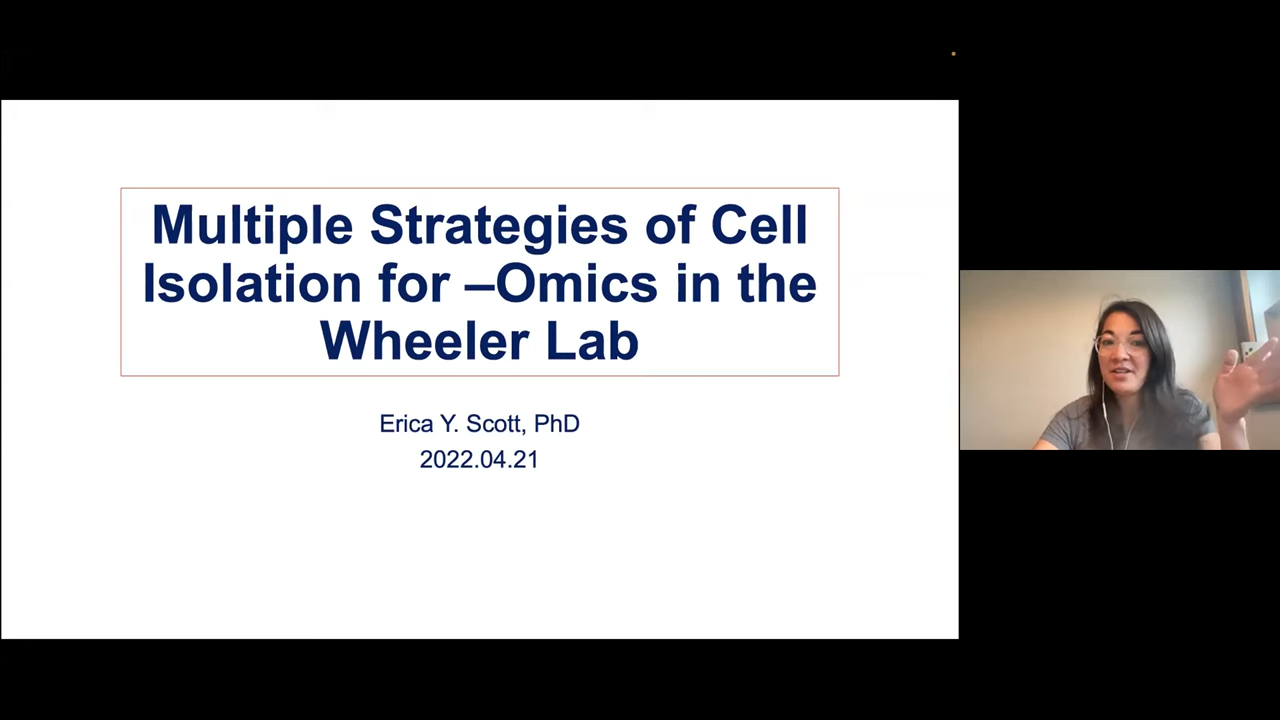 Multiple Strategies of Cell
Isolation for –Omics in the
Wheeler Lab
Erica Y. Scott, PhD
2022.04.21